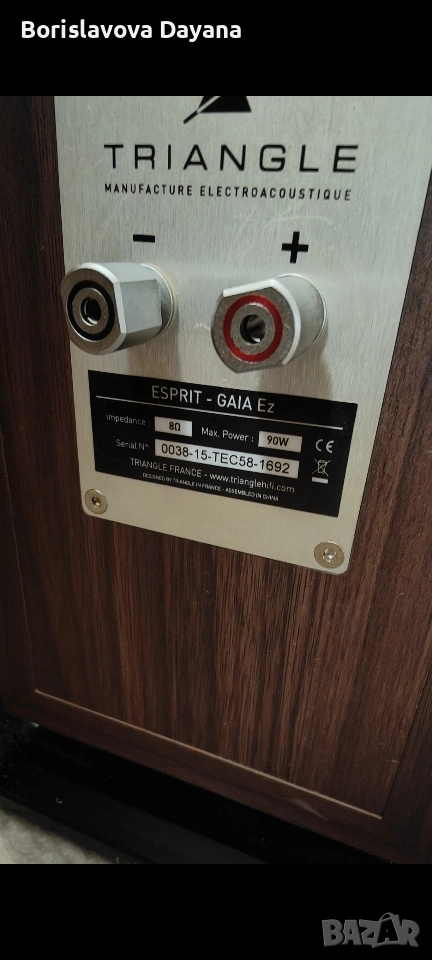 Borislavova Dayana
TRIANGLE
MANUFACTURE ELECTROACOUSTIQUE
- +
ESPRIT - GAIA Ez
Impedance : 8Ω Max. Power : 90W CE
Serial N° 0038-15-TEC58-1692
TRIANGLE FRANCE - www.trianglehifi.com
DESIGNED BY TRIANGLE IN FRANCE - ASSEMBLED IN CHINA
BAZAR